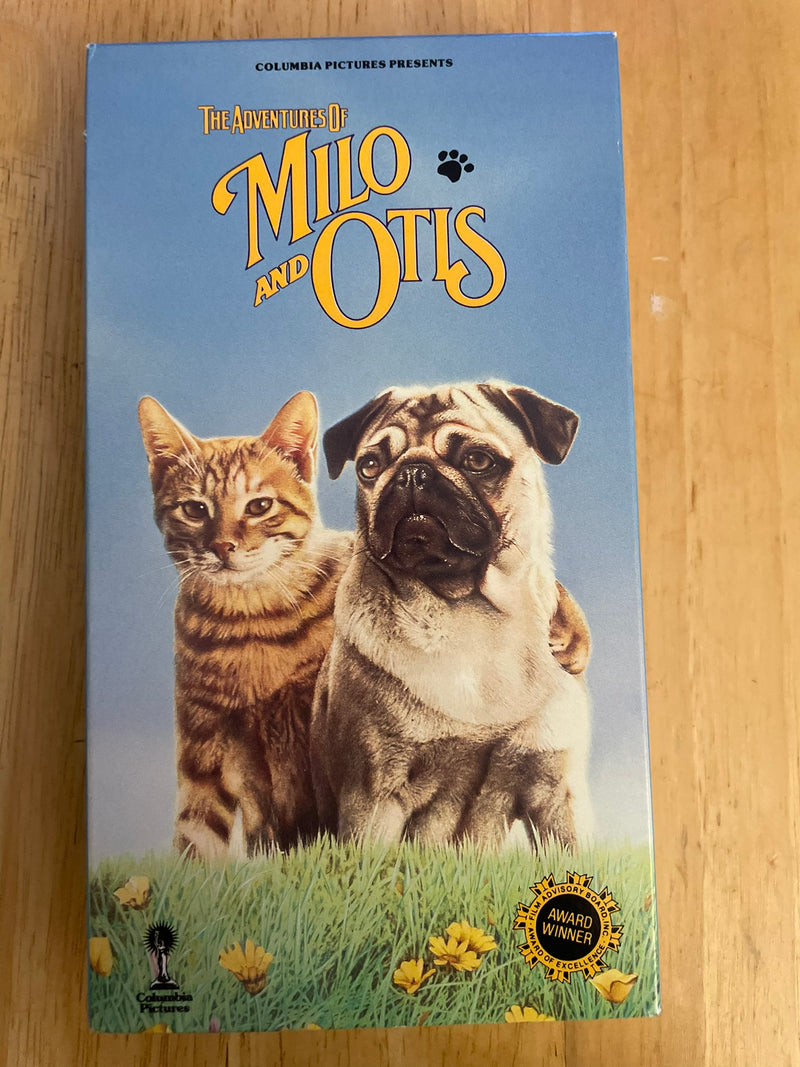 COLUMBIA PICTURES PRESENTS
THE ADVENTURES OF
MILO
AND OTIS
FILM ADVISORY BOARD, INC.
AWARD
WINNER
AWARD OF EXCELLENCE
Columbia
Pictures